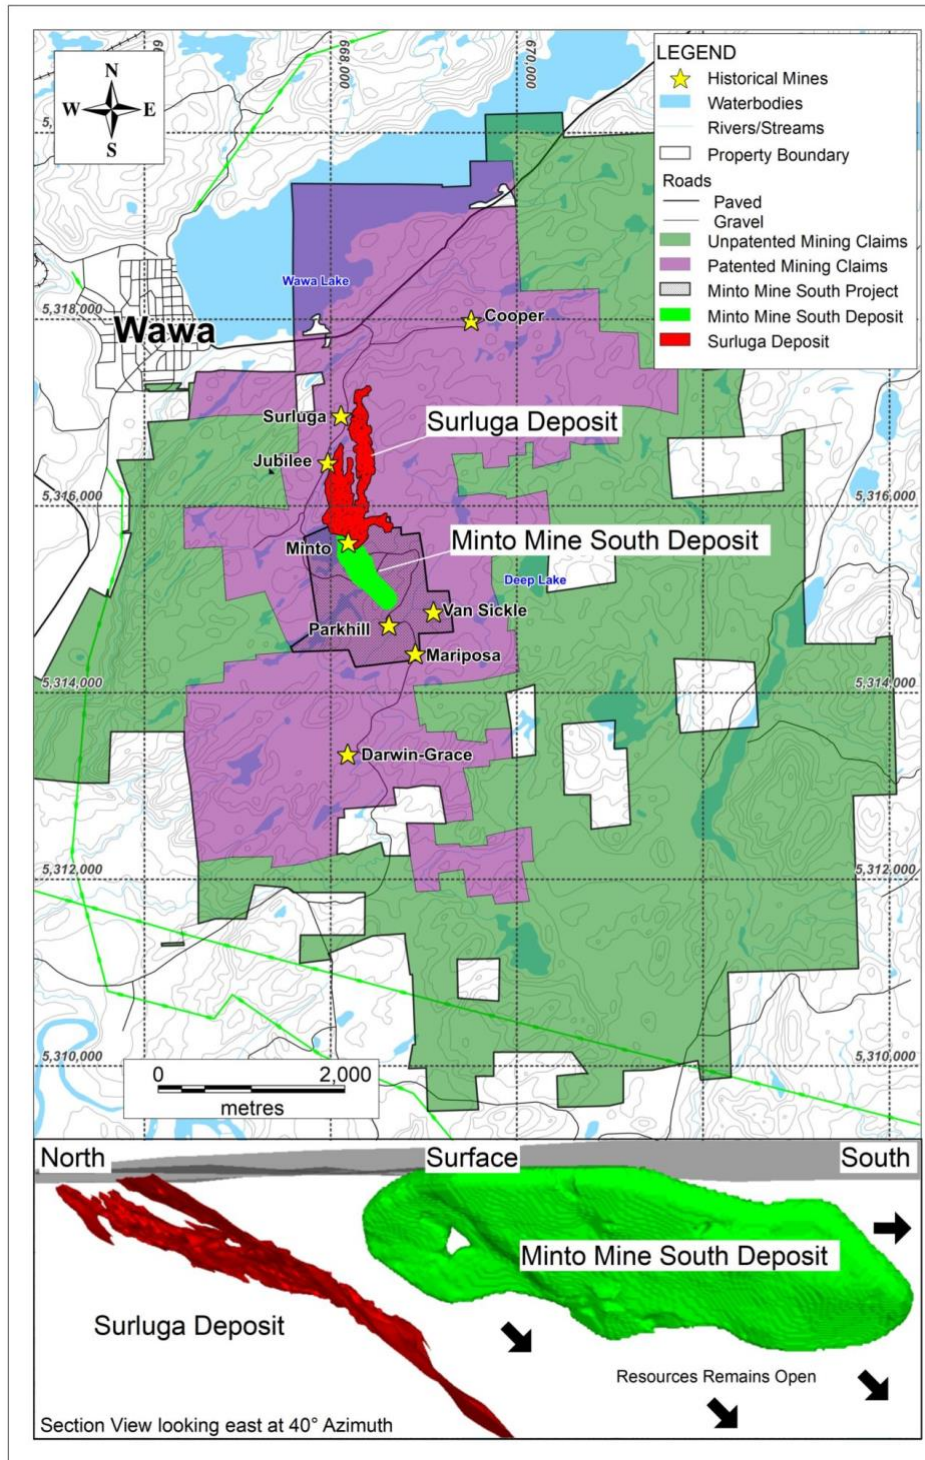 N
W E
S
668,000
670,000
LEGEND
Historical Mines
Waterbodies
Rivers/Streams
Property Boundary
Roads
Paved
Gravel
Unpatented Mining Claims
Patented Mining Claims
Minto Mine South Project
Minto Mine South Deposit
Surluga Deposit
Wawa Lake
5,318,000
5,318,000
Cooper
Wawa
Surluga
Surluga Deposit
Jubilee
5,316,000
5,316,000
Minto
Minto Mine South Deposit
Deep Lake
Van Sickle
Parkhill
Mariposa
5,314,000
5,314,000
Darwin-Grace
5,312,000
5,312,000
5,310,000
5,310,000
0 2,000
metres
North Surface South
Minto Mine South Deposit
Surluga Deposit
Resources Remains Open
Section View looking east at 40° Azimuth